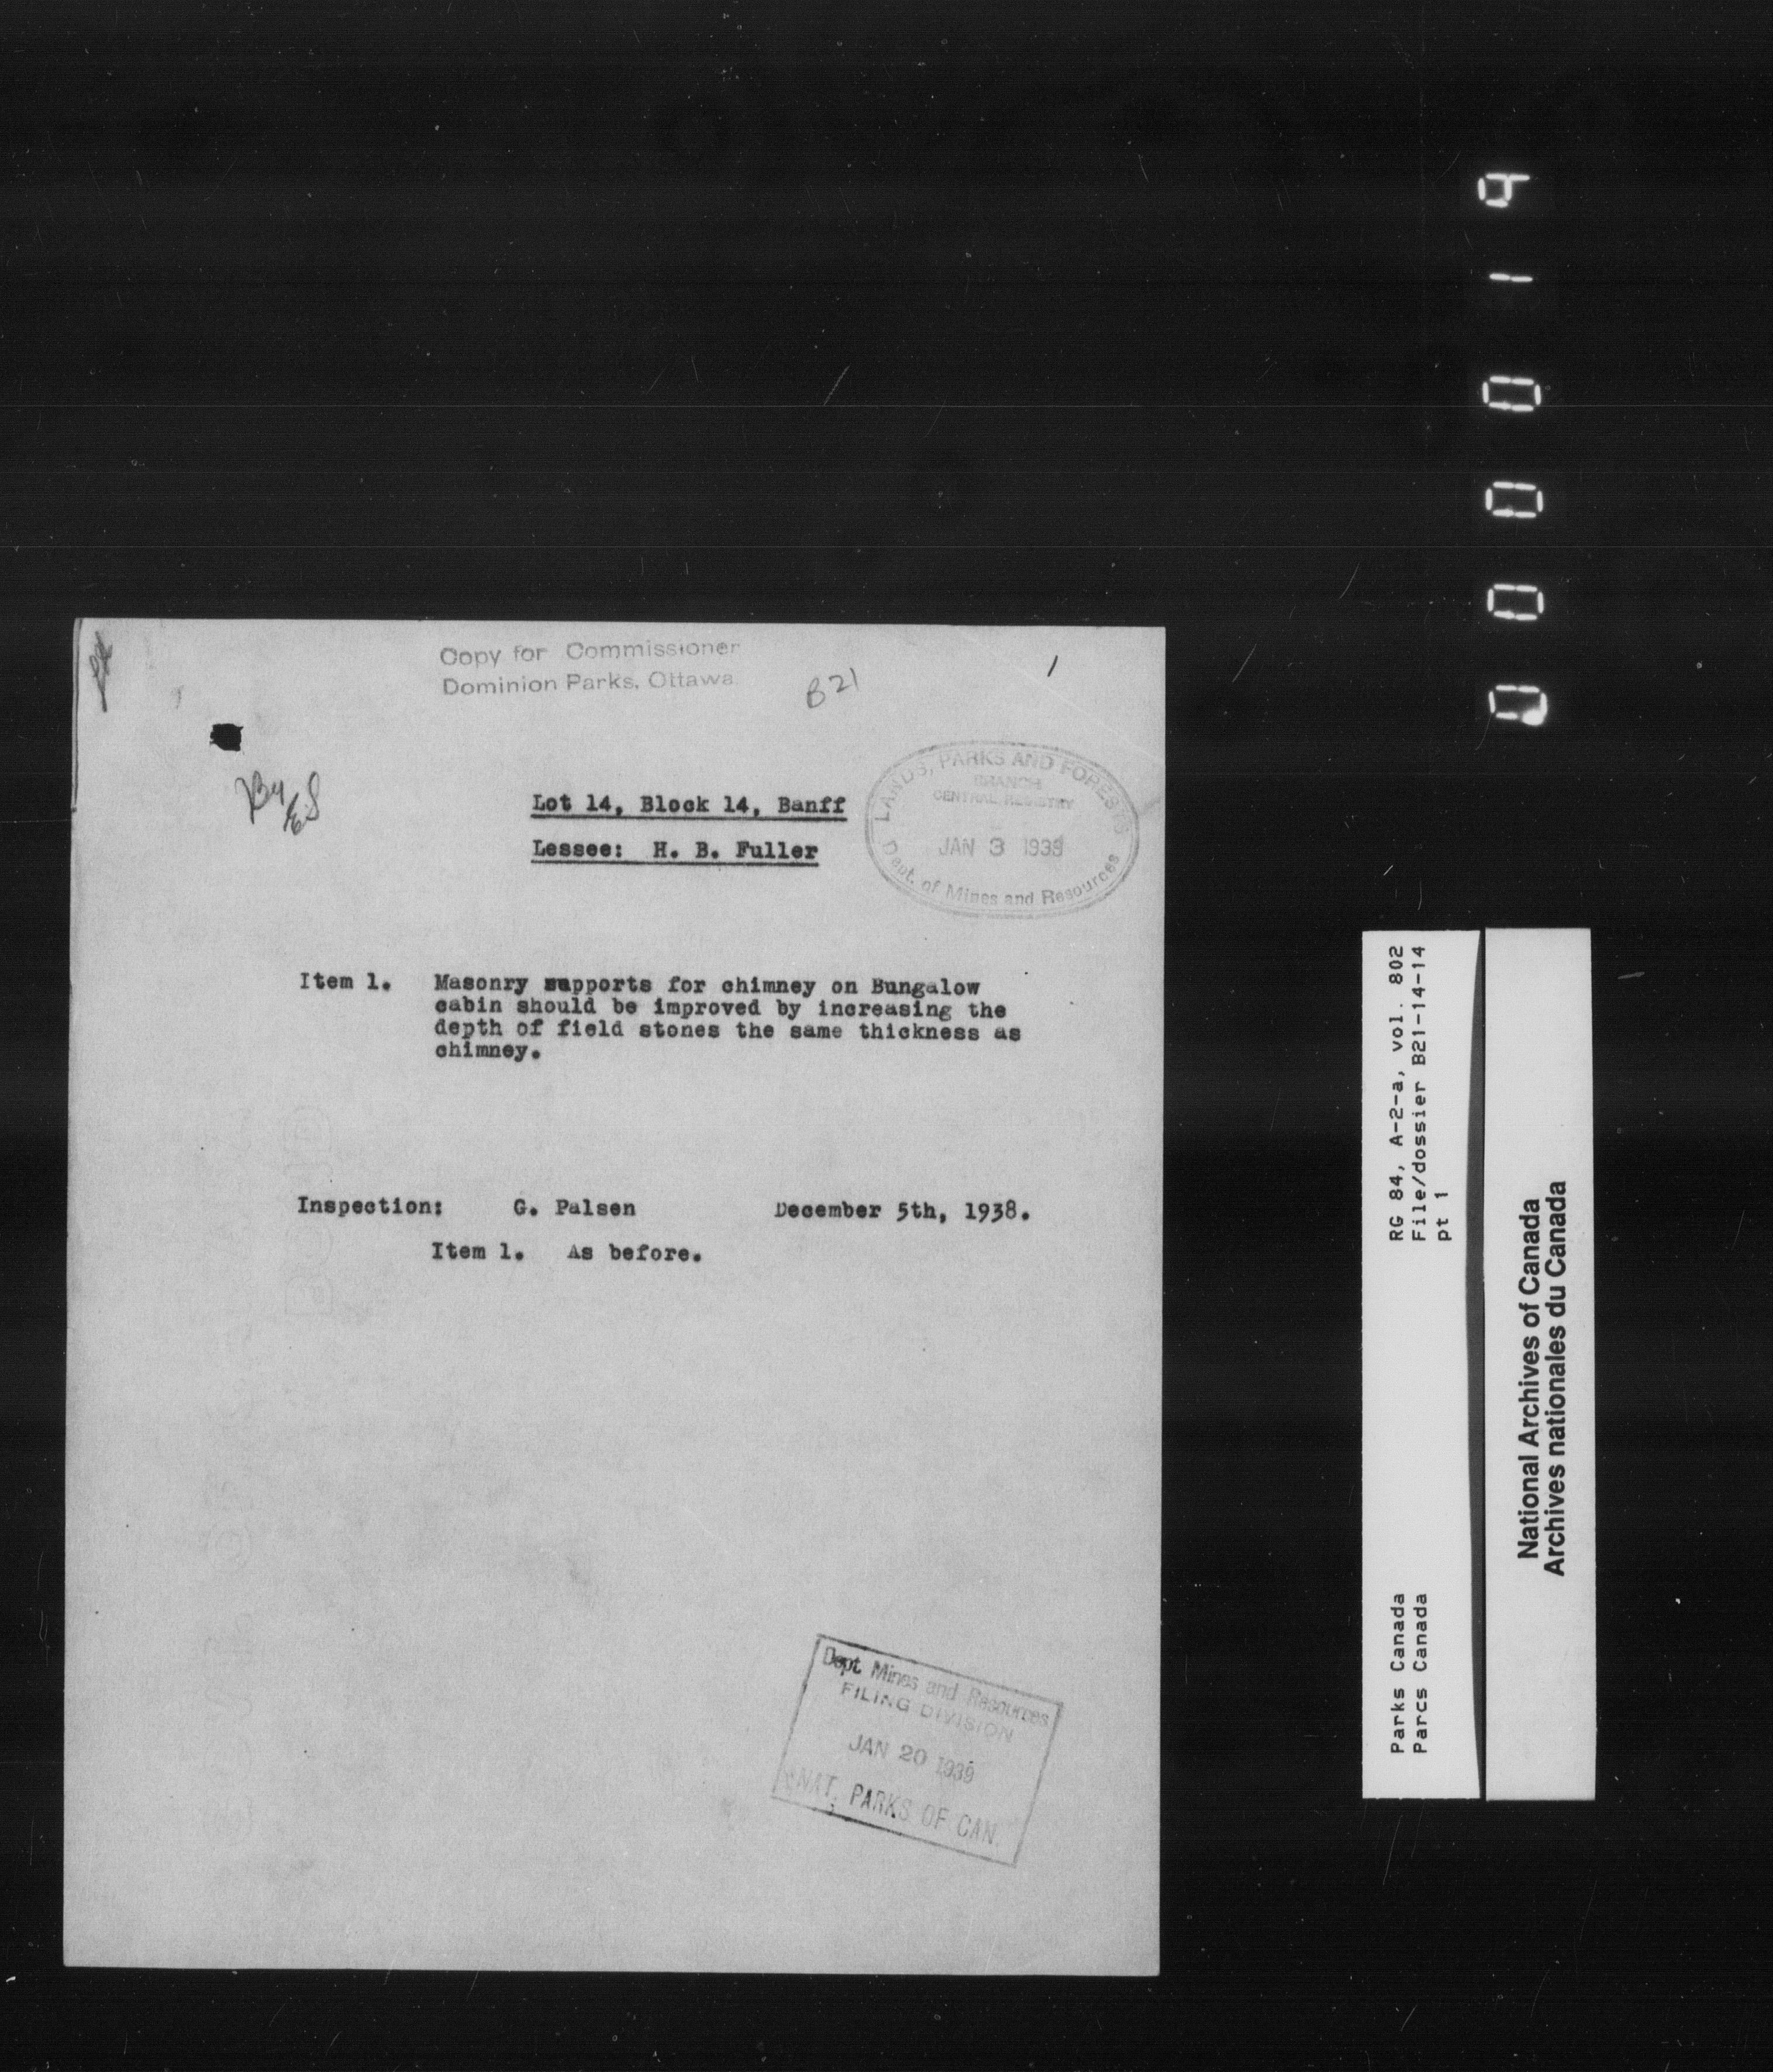 Copy for Commissioner
Dominion Parks, Ottawa.
B21
1
Lot 14, Block 14, Banff
Lessee: H. B. Fuller
LANDS, PARKS AND FORESTS
BRANCH
CENTRAL REGISTRY
JAN 3 1939
Dept. of Mines and Resources
Item 1. Masonry supports for chimney on Bungalow
cabin should be improved by increasing the
depth of field stones the same thickness as
chimney.
Inspection: G. Palsen December 5th, 1938.
Item 1. As before.
Dept. Mines and Resources
FILING DIVISION
JAN 20 1939
NAT. PARKS OF CAN.
RG 84, A-2-a, vol. 802
File/dossier B21-14-14
pt 1
Parks Canada
Parcs Canada
National Archives of Canada
Archives nationales du Canada